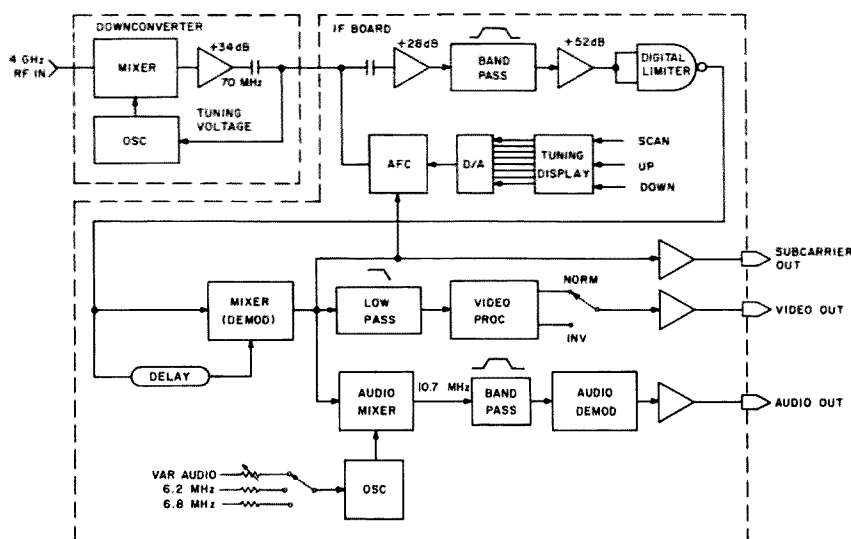 DOWNCONVERTER
IF BOARD
4 GHz
RF IN
MIXER
+34dB
70 MHz
+28dB
BAND
PASS
+52dB
DIGITAL
LIMITER
TUNING
VOLTAGE
OSC
AFC
D/A
TUNING
DISPLAY
SCAN
UP
DOWN
SUBCARRIER
OUT
MIXER
(DEMOD)
LOW
PASS
VIDEO
PROC
NORM
INV
VIDEO OUT
DELAY
AUDIO
MIXER
10.7 MHz
BAND
PASS
AUDIO
DEMOD
AUDIO OUT
VAR AUDIO
6.2 MHz
6.8 MHz
OSC